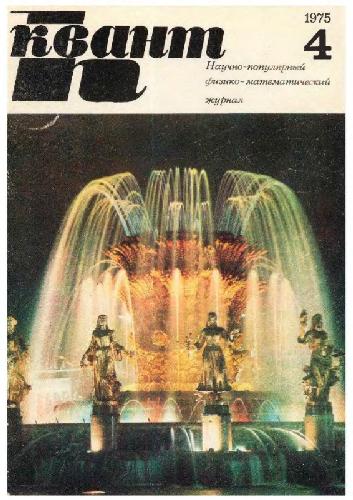 квант
1975
4
Научно-популярный
физико-математический
журнал